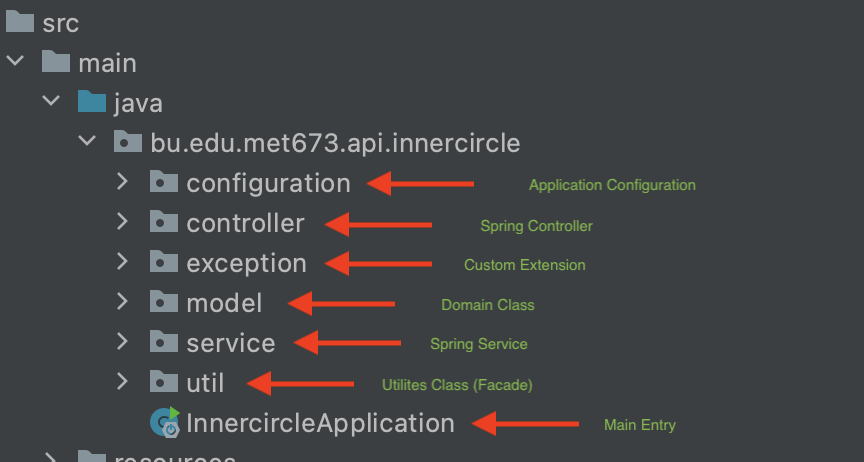 src
main
java
bu.edu.met673.api.innercircle
configuration Application Configuration
controller Spring Controller
exception Custom Extension
model Domain Class
service Spring Service
util Utilites Class (Facade)
InnercircleApplication Main Entry
resources